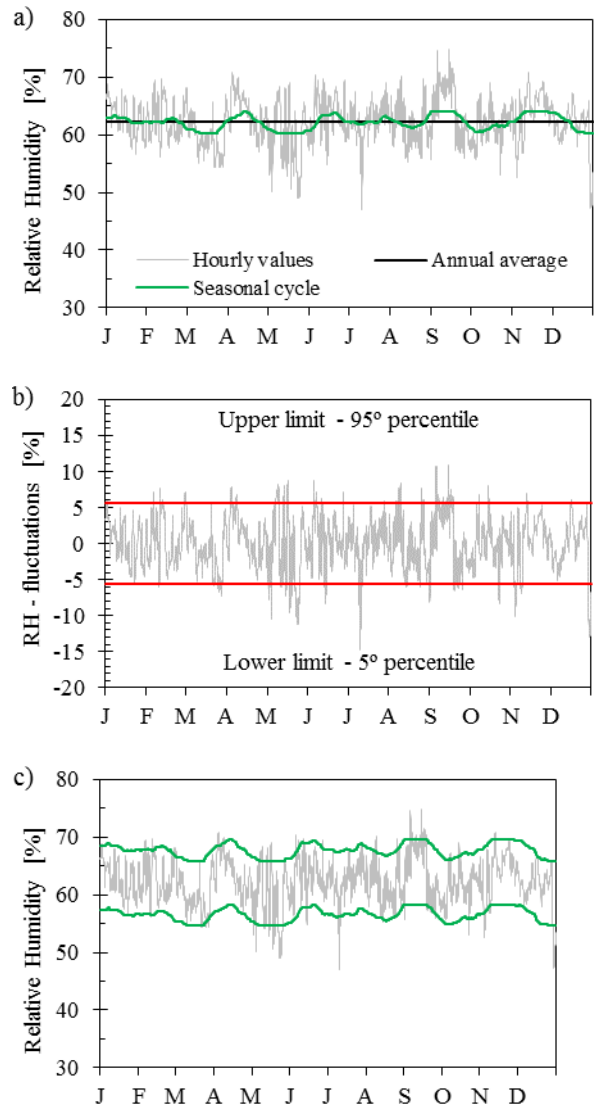 a)
80
70
60
50
40
30
Relative Humidity [%]
Hourly values
Annual average
Seasonal cycle
J F M A M J J A S O N D
b)
20
15
10
5
0
-5
-10
-15
-20
RH - fluctuations [%]
Upper limit - 95º percentile
Lower limit - 5º percentile
J F M A M J J A S O N D
c)
80
70
60
50
40
30
Relative Humidity [%]
J F M A M J J A S O N D